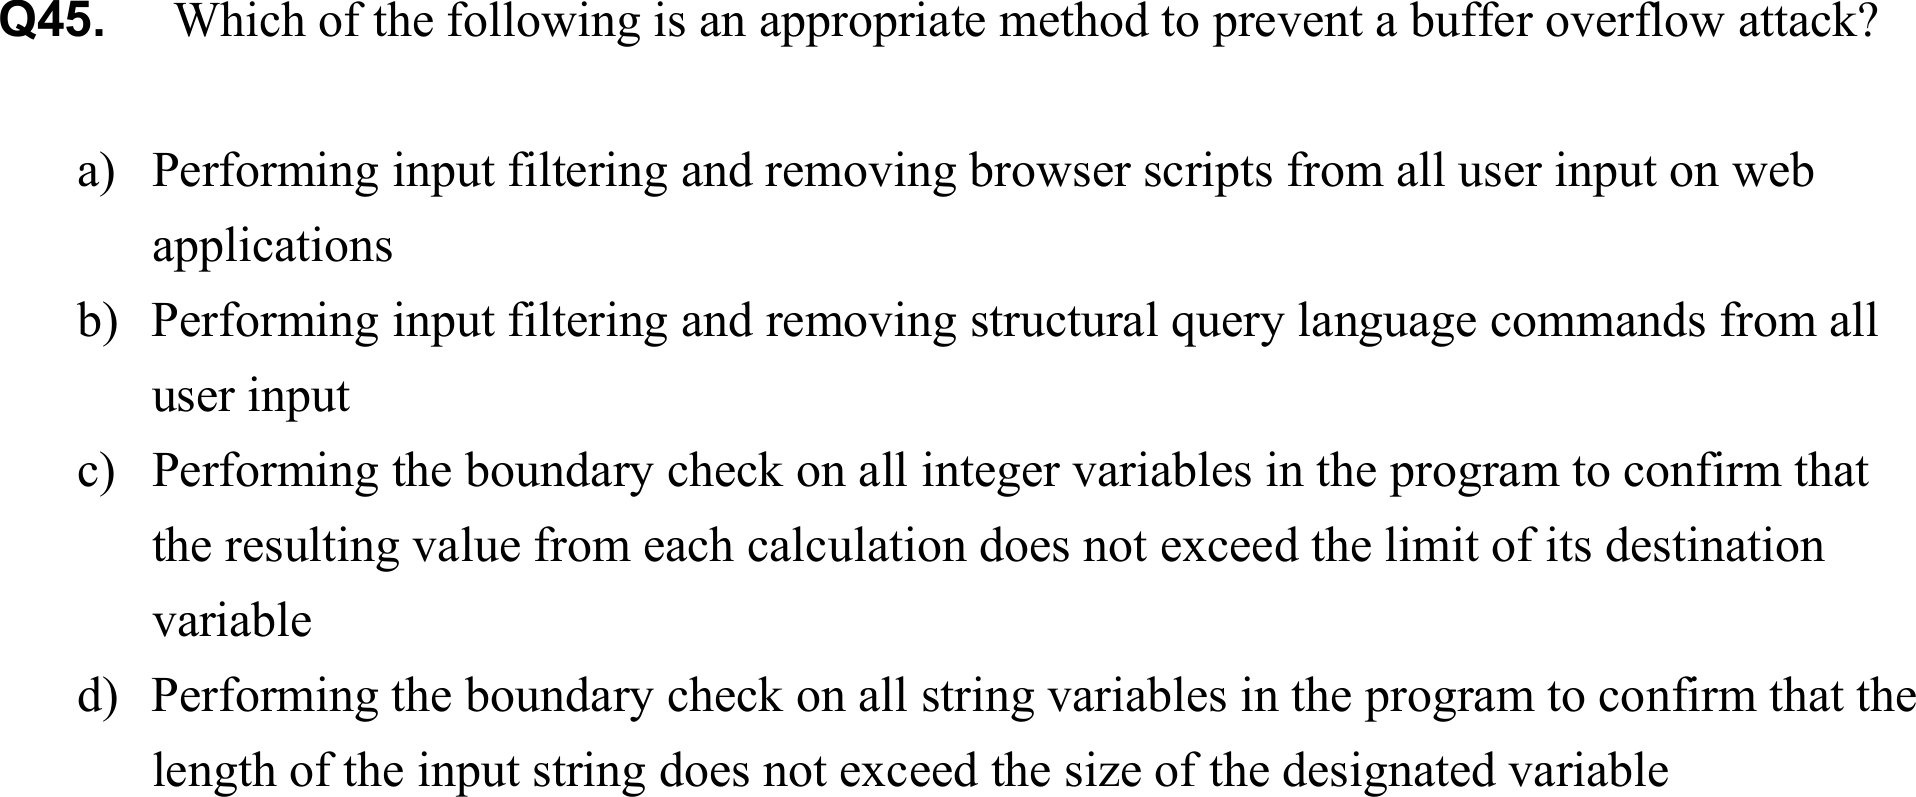 Q45. Which of the following is an appropriate method to prevent a buffer overflow attack?
a) Performing input filtering and removing browser scripts from all user input on web
applications
b) Performing input filtering and removing structural query language commands from all
user input
c) Performing the boundary check on all integer variables in the program to confirm that
the resulting value from each calculation does not exceed the limit of its destination
variable
d) Performing the boundary check on all string variables in the program to confirm that the
length of the input string does not exceed the size of the designated variable